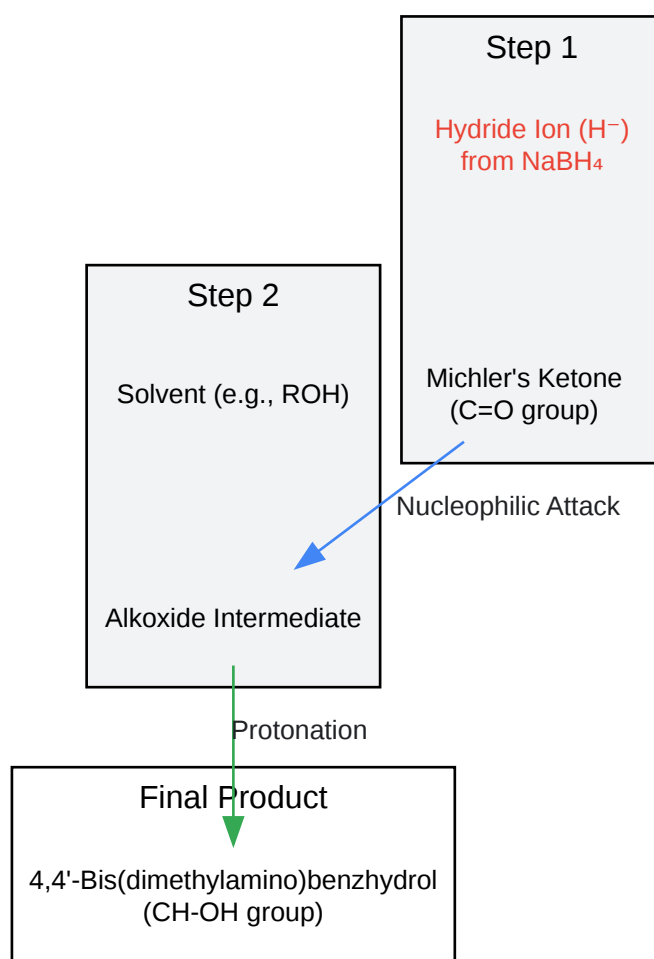 Step 1
Hydride Ion (H⁻)
from NaBH₄
Michler's Ketone
(C=O group)
Nucleophilic Attack
Step 2
Solvent (e.g., ROH)
Alkoxide Intermediate
Protonation
Final Product
4,4'-Bis(dimethylamino)benzhydrol
(CH-OH group)